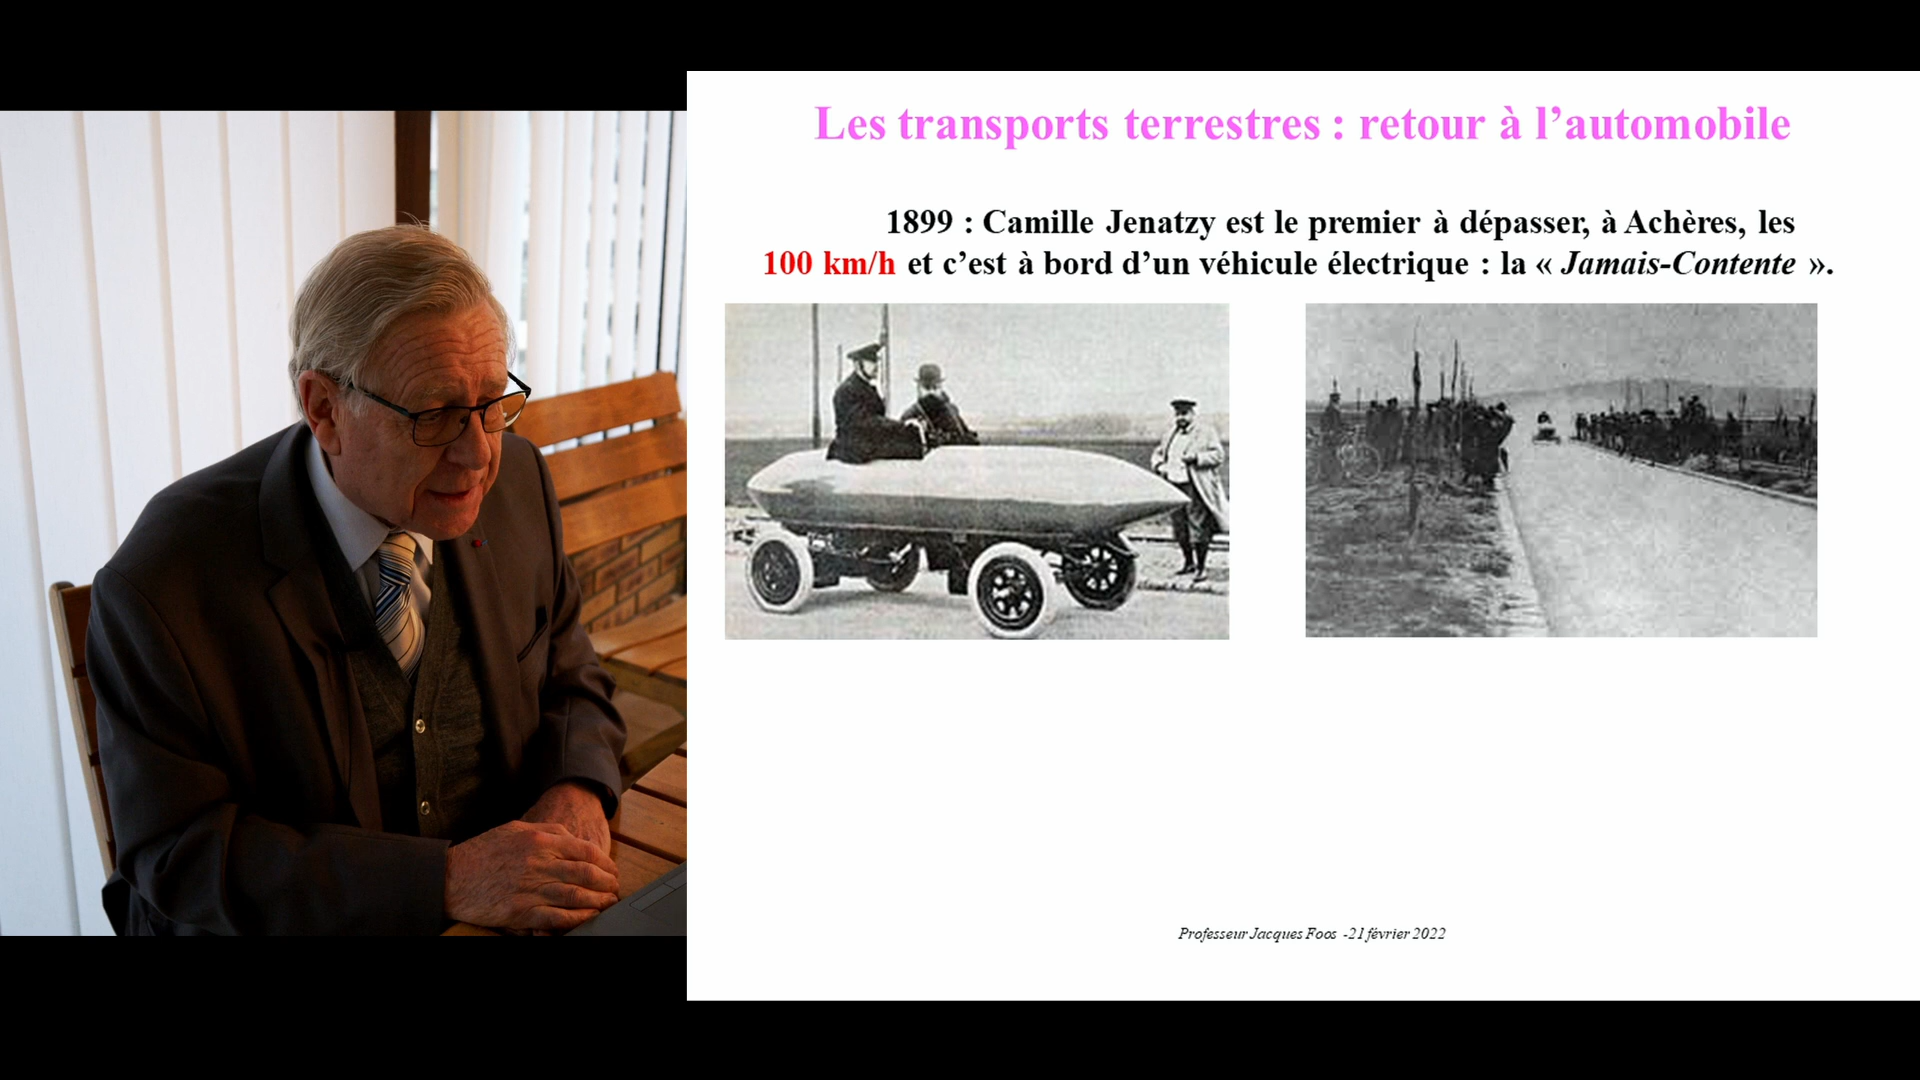 Les transports terrestres : retour à l’automobile
1899 : Camille Jenatzy est le premier à dépasser, à Achères, les
100 km/h et c’est à bord d’un véhicule électrique : la « Jamais-Contente ».
Professeur Jacques Foos -21 février 2022